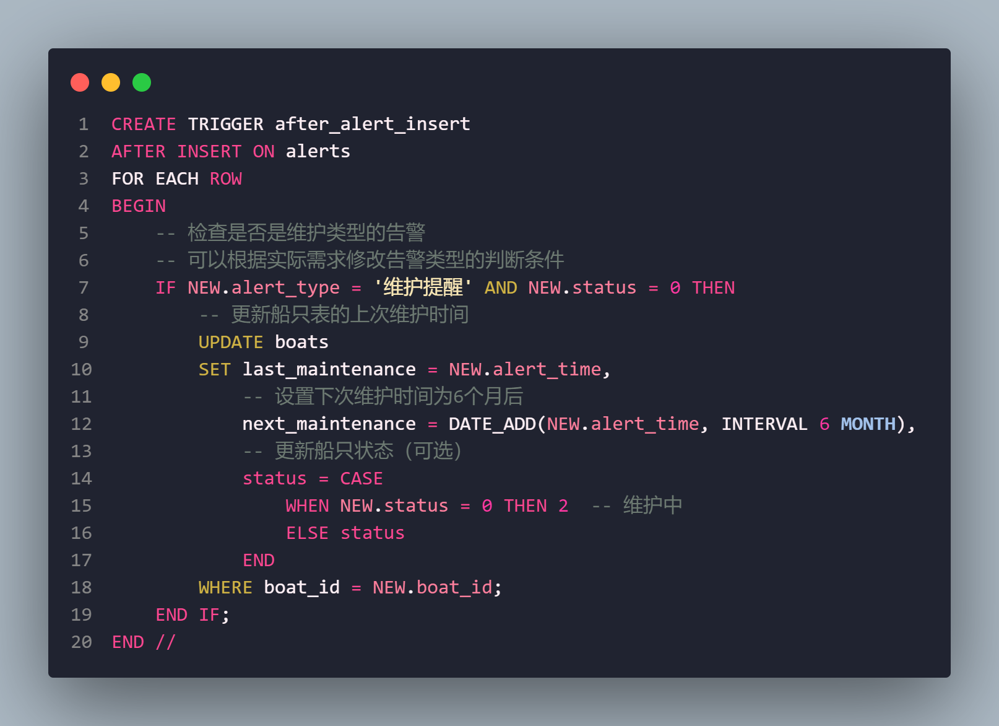 1 CREATE TRIGGER after_alert_insert
2 AFTER INSERT ON alerts
3 FOR EACH ROW
4 BEGIN
5     -- 检查是否是维护类型的告警
6     -- 可以根据实际需求修改告警类型的判断条件
7     IF NEW.alert_type = '维护提醒' AND NEW.status = 0 THEN
8         -- 更新船只表的上次维护时间
9         UPDATE boats
10         SET last_maintenance = NEW.alert_time,
11             -- 设置下次维护时间为6个月后
12             next_maintenance = DATE_ADD(NEW.alert_time, INTERVAL 6 MONTH),
13             -- 更新船只状态（可选）
14             status = CASE
15                 WHEN NEW.status = 0 THEN 2  -- 维护中
16                 ELSE status
17             END
18         WHERE boat_id = NEW.boat_id;
19     END IF;
20 END //